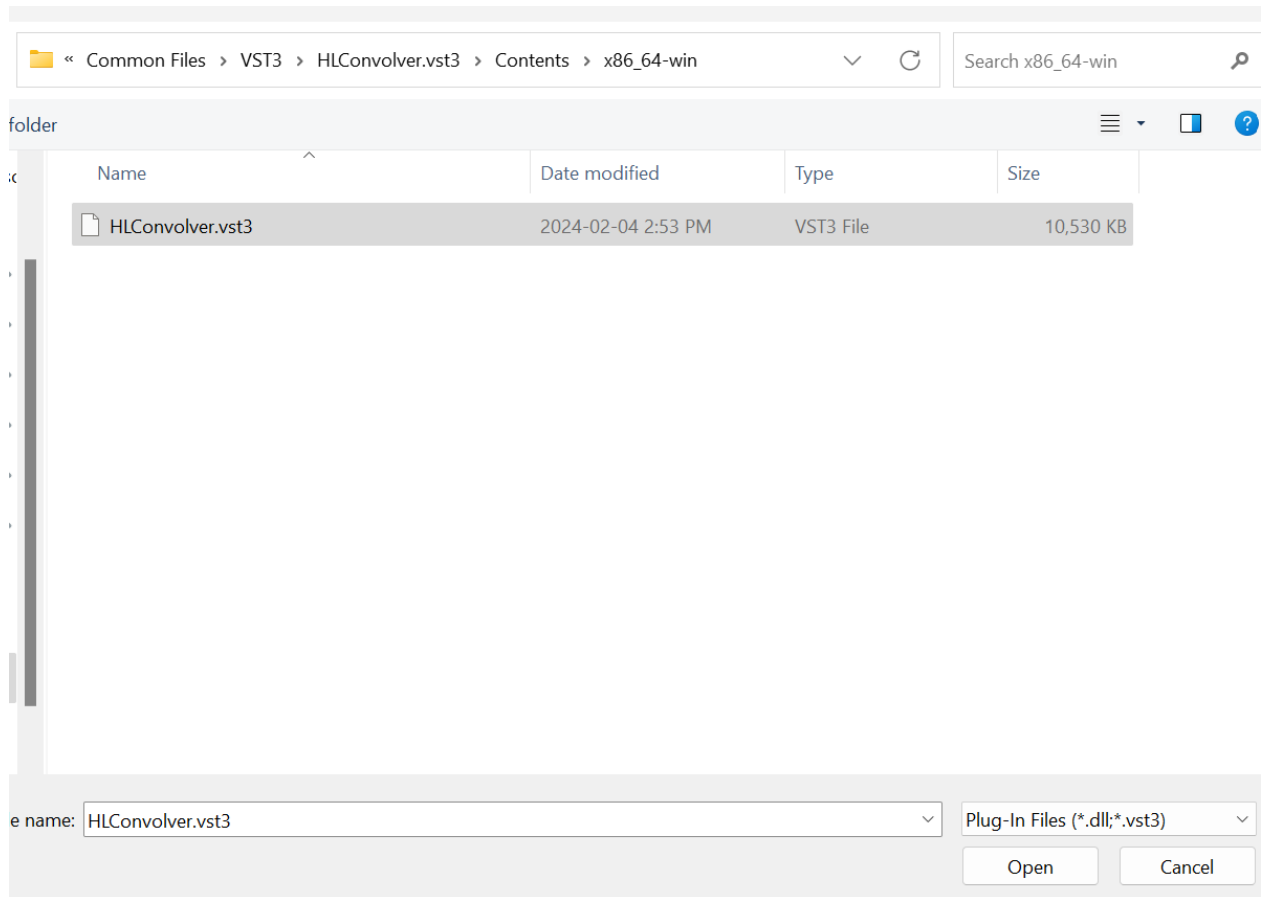 « Common Files > VST3 > HLConvolver.vst3 > Contents > x86_64-win
Search x86_64-win
folder
Name Date modified Type Size
HLConvolver.vst3 2024-02-04 2:53 PM VST3 File 10,530 KB
e name: HLConvolver.vst3 Plug-In Files (*.dll;*.vst3)
Open Cancel